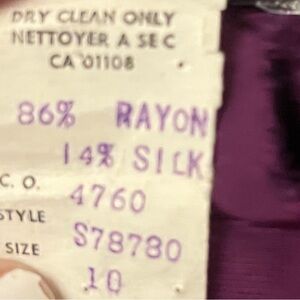 DRY CLEAN ONLY
NETTOYER A SEC
CA 01108
86% RAYON
14% SILK
C. O. 4760
STYLE S78780
SIZE 10